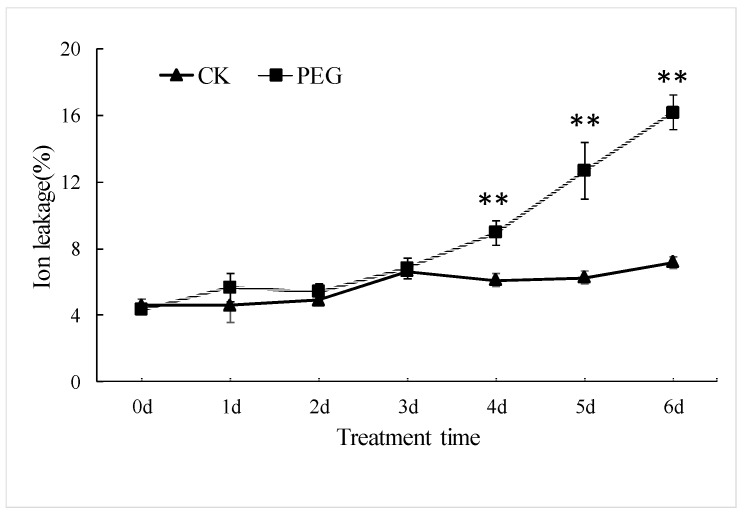 20
CK PEG
16
12
8
4
0
Ion leakage(%)
**
**
**
0d 1d 2d 3d 4d 5d 6d
Treatment time